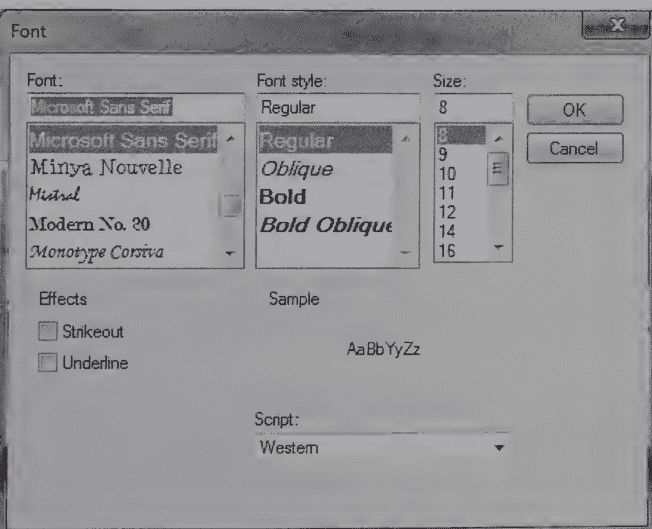 Font
Font:
Microsoft Sans Serif
Microsoft Sans Serif
Minya Nouvelle
Mistral
Modern No. 20
Monotype Corsiva
Font style:
Regular
Regular
Oblique
Bold
Bold Oblique
Size:
8
8
9
10
11
12
14
16
OK
Cancel
Effects
Strikeout
Underline
Sample
AaBbYyZz
Script:
Western